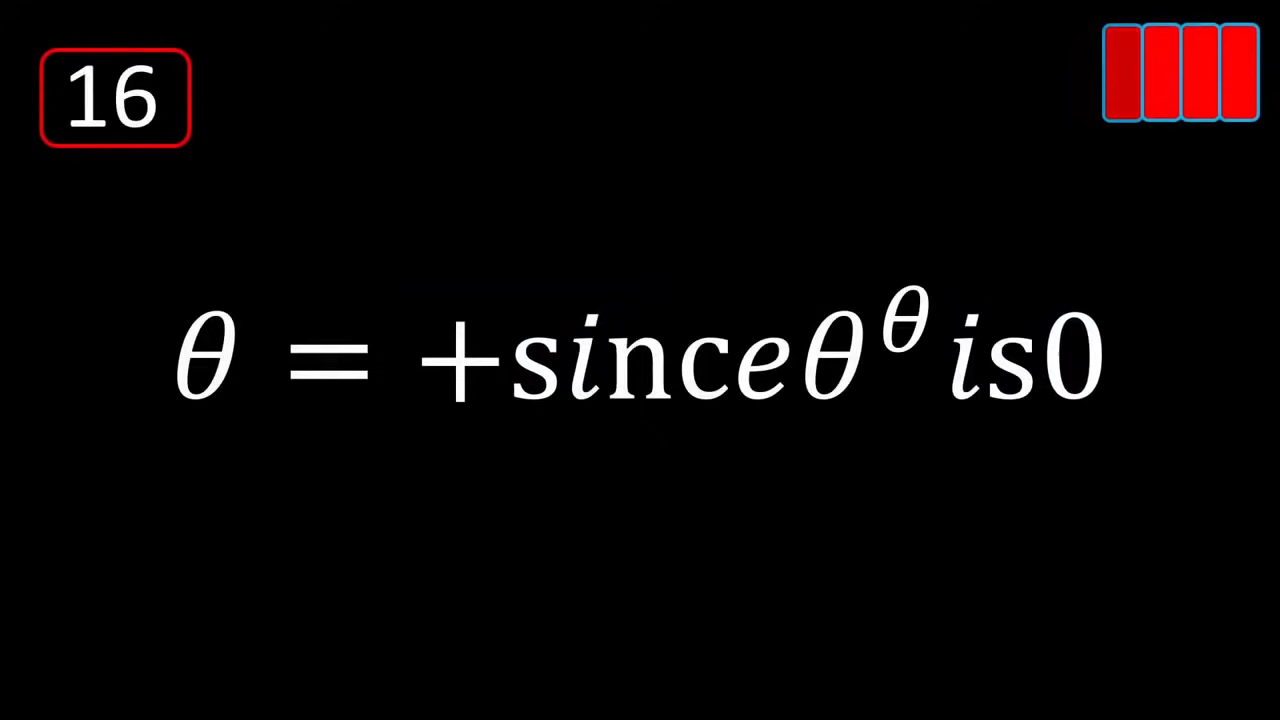 16
θ = +sinceθ^θ is0